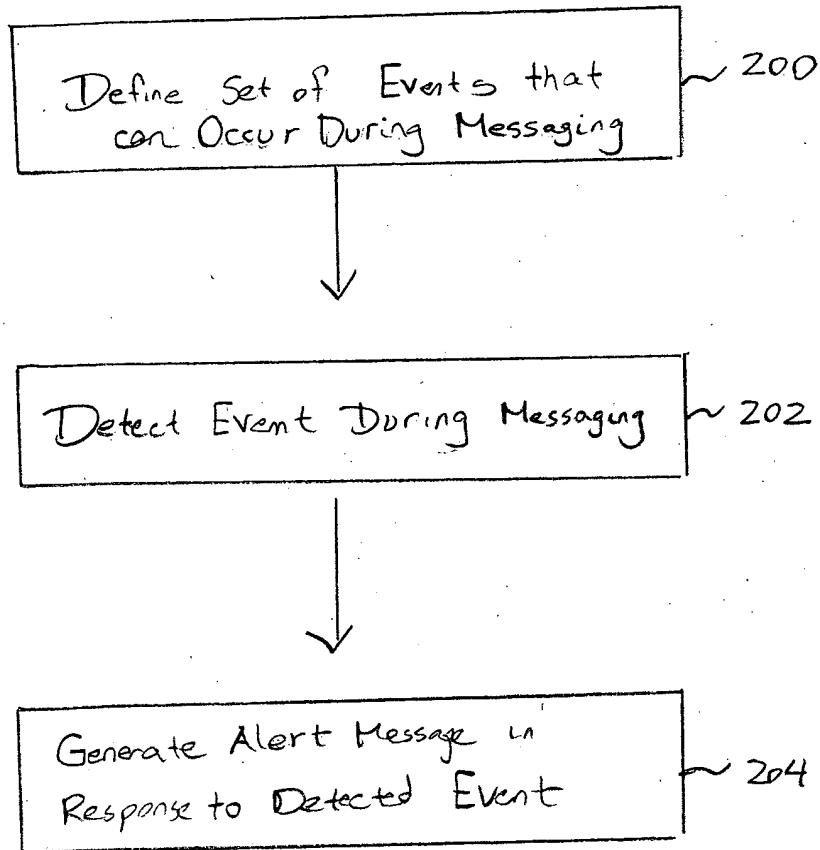 Define Set of Events that
can Occur During Messaging
200
Detect Event During Messaging
202
Generate Alert Message in
Response to Detected Event
204